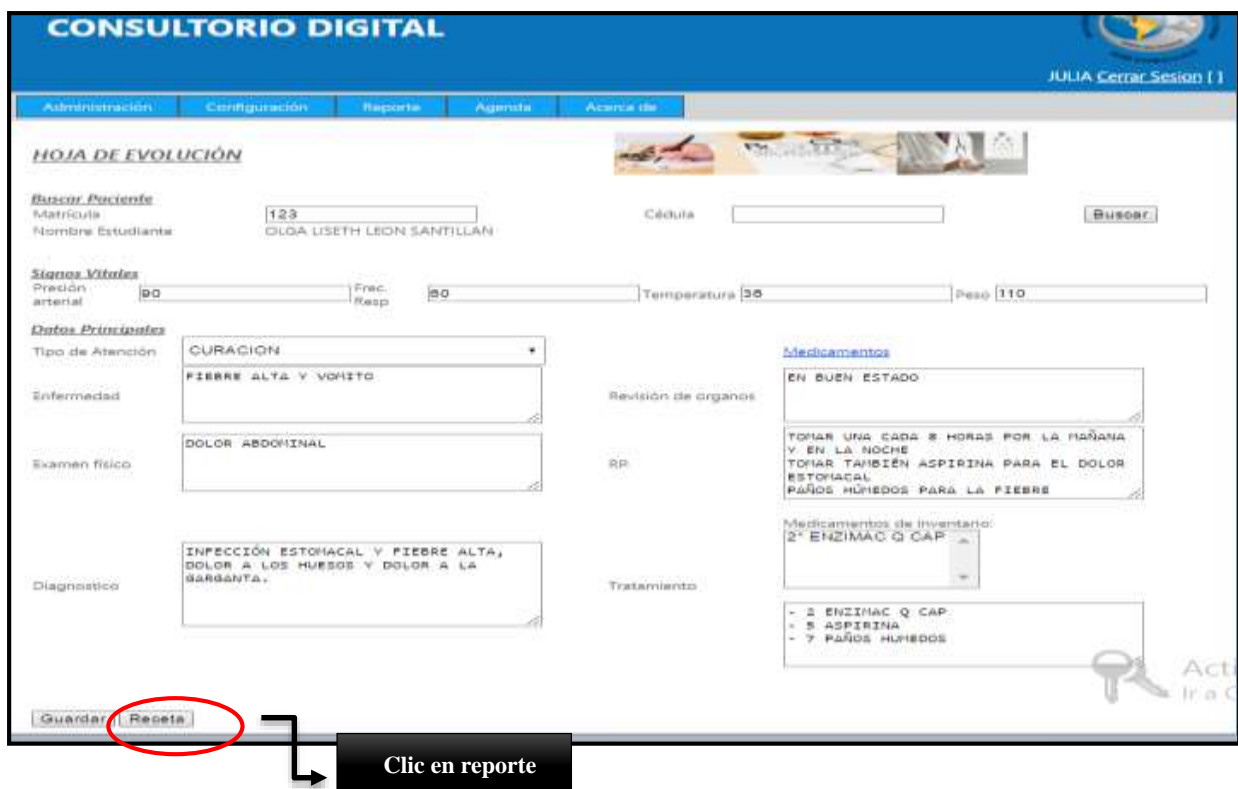 CONSULTORIO DIGITAL
JULIA Cerrar Sesion [ ]
Administración Configuración Reporte Agenda Acerca de
HOJA DE EVOLUCIÓN
Buscar Paciente
Matrícula 123 Cédula Buscar
Nombre Estudiante OLGA LISETH LEON SANTILLAN
Signos Vitales
Presión arterial 90 Frec. Resp 80 Temperatura 38 Peso 110
Datos Principales
Tipo de Atención CURACION Medicamentos
Enfermedad FIEBRE ALTA Y VOMITO Revisión de organos EN BUEN ESTADO
Examen físico DOLOR ABDOMINAL RP.
TOMAR UNA CADA 8 HORAS POR LA MAÑANA
Y EN LA NOCHE
TOMAR TAMBIÉN ASPIRINA PARA EL DOLOR
ESTOMACAL
PAÑOS HÚMEDOS PARA LA FIEBRE
Diagnostico
INFECCIÓN ESTOMACAL Y FIEBRE ALTA,
DOLOR A LOS HUESOS Y DOLOR A LA
GARGANTA.
Tratamiento
Medicamentos de inventario:
2* ENZIMAC Q CAP
- 2 ENZIMAC Q CAP
- 5 ASPIRINA
- 7 PAÑOS HUMEDOS
Acti
Ir a C
Guardar Receta
Clic en reporte